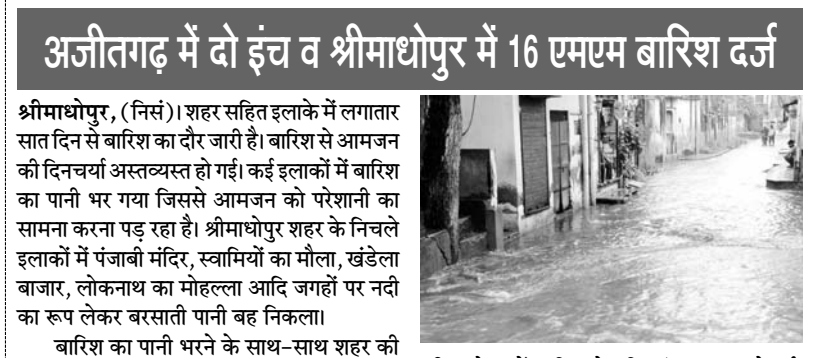 अजीतगढ़ में दो इंच व श्रीमाधोपुर में 16 एमएम बारिश दर्ज
श्रीमाधोपुर, (निसं)। शहर सहित इलाके में लगातार
सात दिन से बारिश का दौर जारी है। बारिश से आमजन
की दिनचर्या अस्तव्यस्त हो गई। कई इलाकों में बारिश
का पानी भर गया जिससे आमजन को परेशानी का
सामना करना पड़ रहा है। श्रीमाधोपुर शहर के निचले
इलाकों में पंजाबी मंदिर, स्वामियों का मौला, खंडेला
बाजार, लोकनाथ का मोहल्ला आदि जगहों पर नदी
का रूप लेकर बरसाती पानी बह निकला।
बारिश का पानी भरने के साथ-साथ शहर की